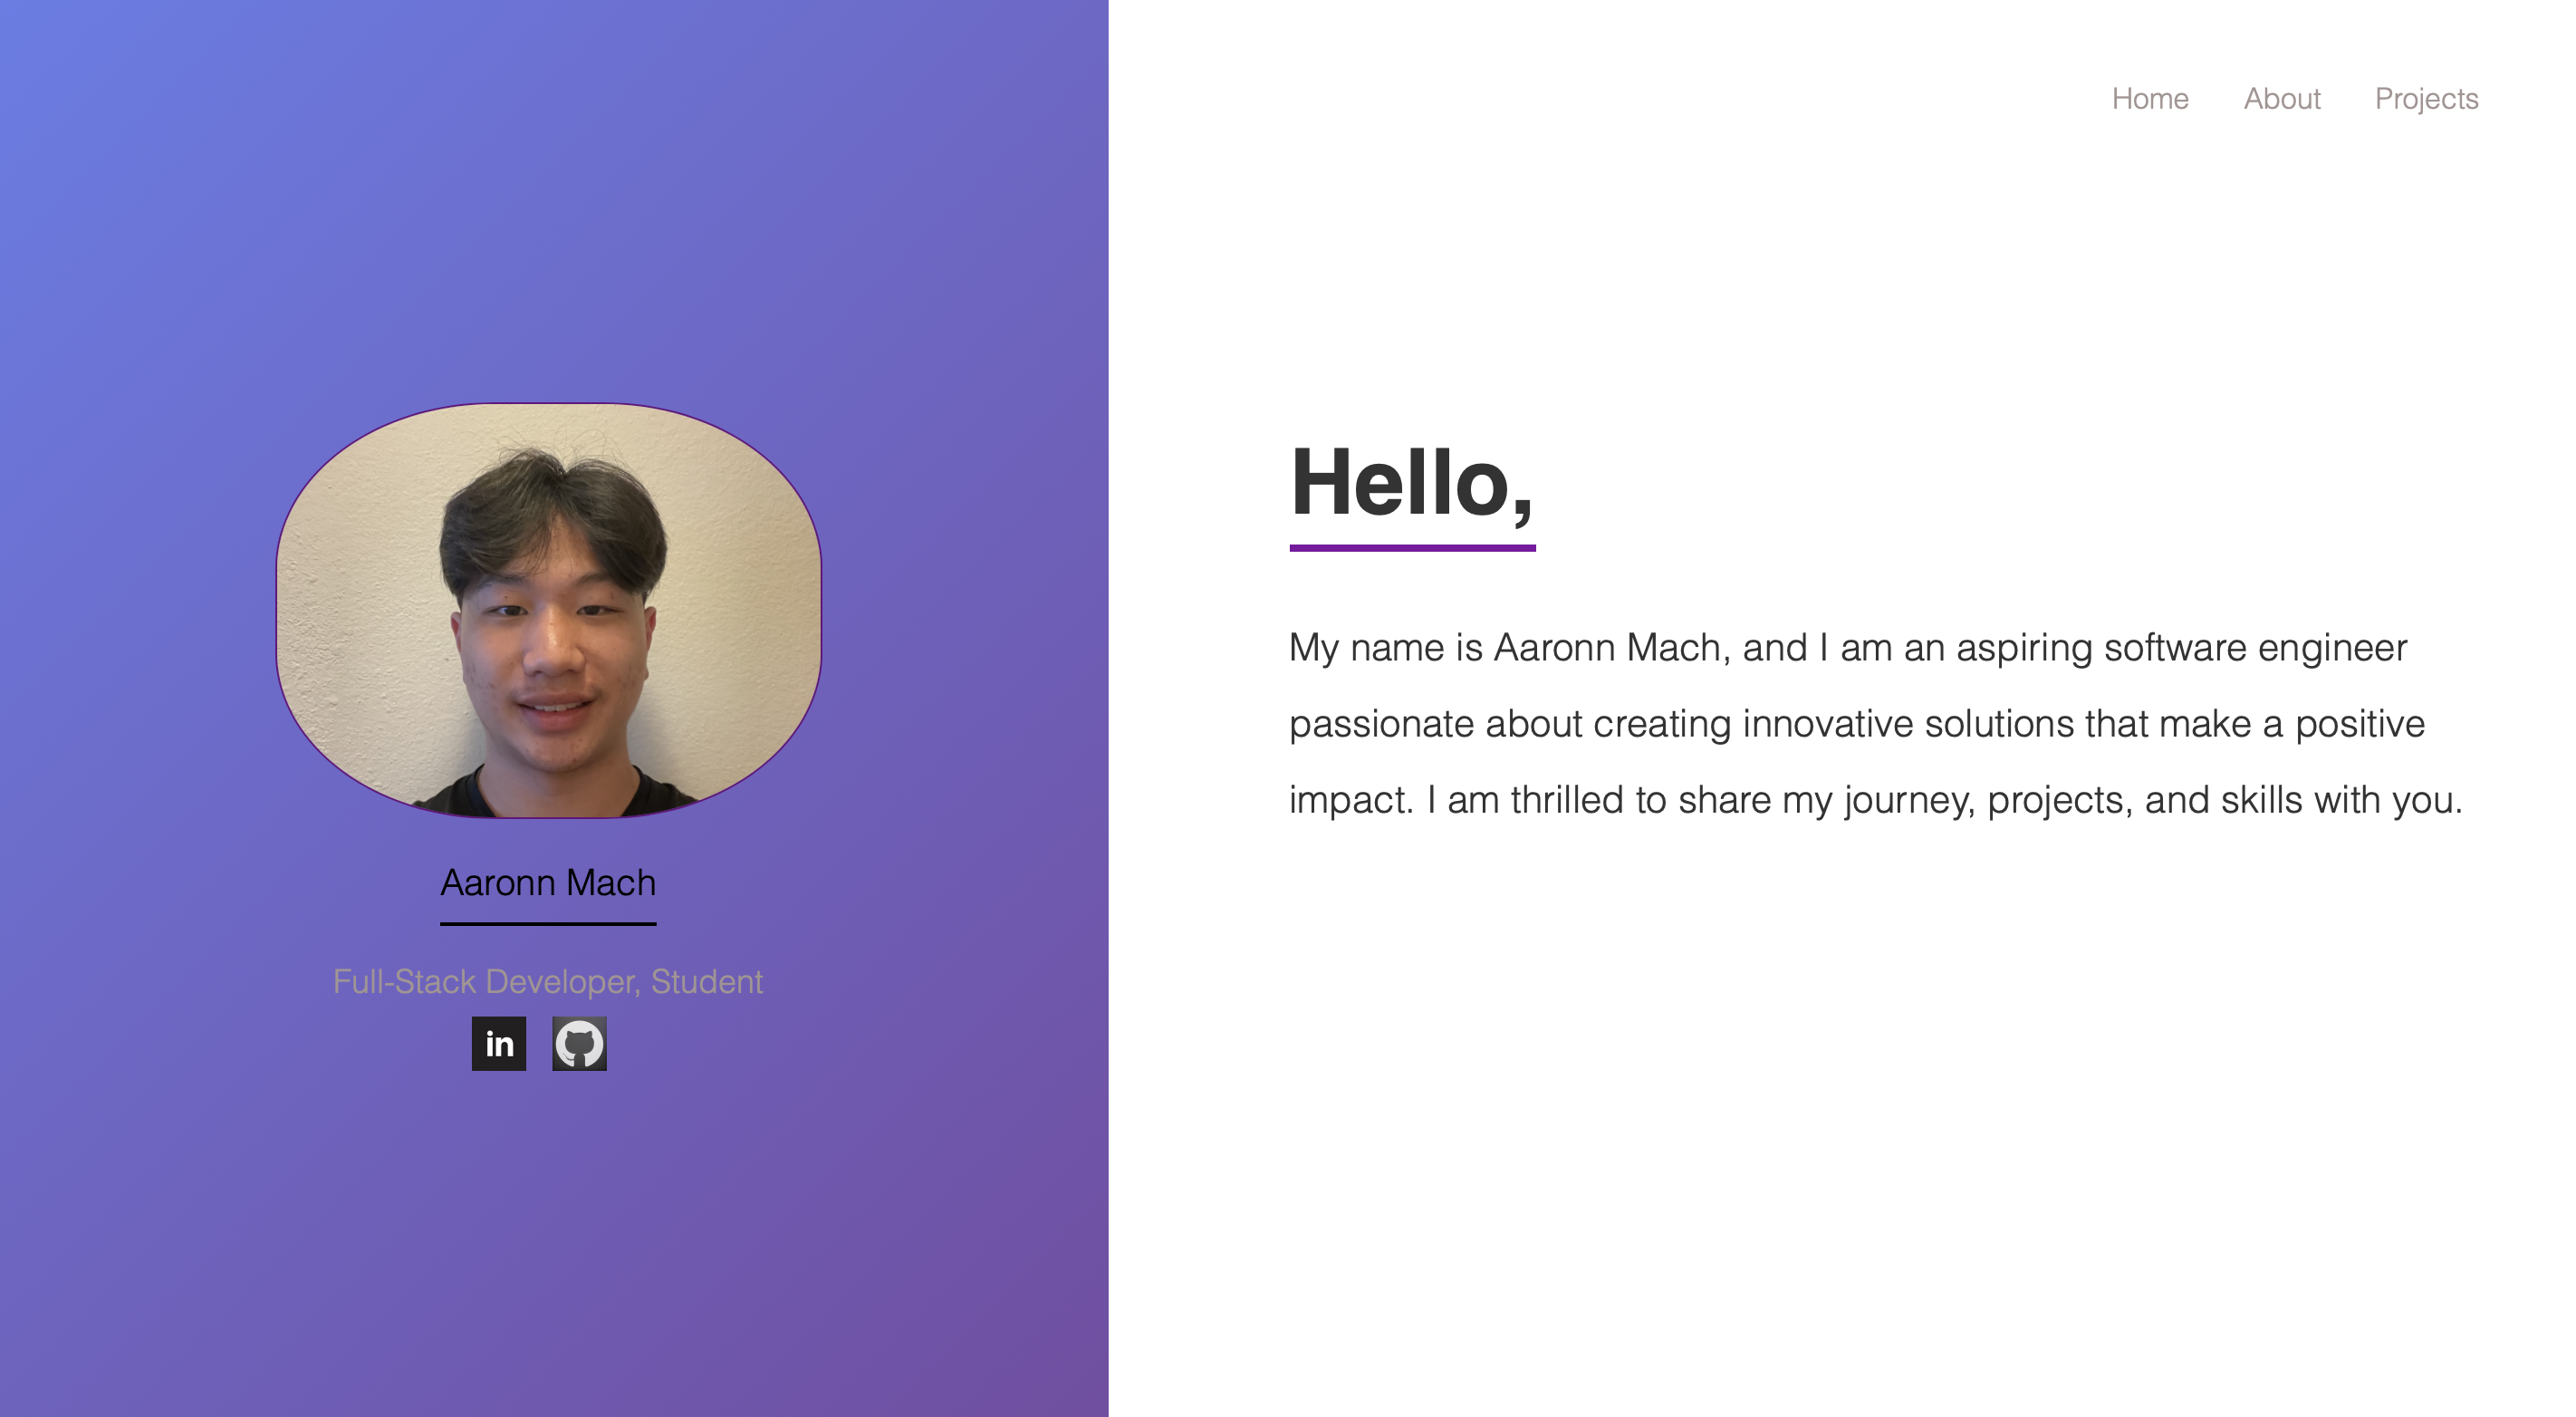 Home About Projects
Hello,
My name is Aaronn Mach, and I am an aspiring software engineer
passionate about creating innovative solutions that make a positive
impact. I am thrilled to share my journey, projects, and skills with you.
Aaronn Mach
Full-Stack Developer, Student
in